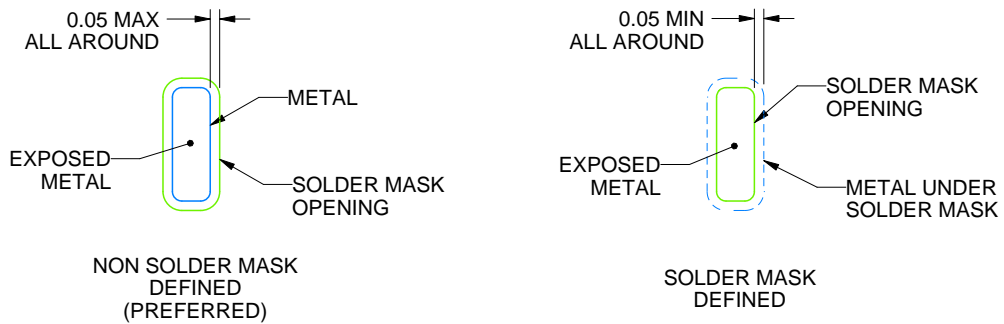 0.05 MAX
ALL AROUND
METAL
EXPOSED
METAL
SOLDER MASK
OPENING
NON SOLDER MASK
DEFINED
(PREFERRED)
0.05 MIN
ALL AROUND
SOLDER MASK
OPENING
EXPOSED
METAL
METAL UNDER
SOLDER MASK
SOLDER MASK
DEFINED